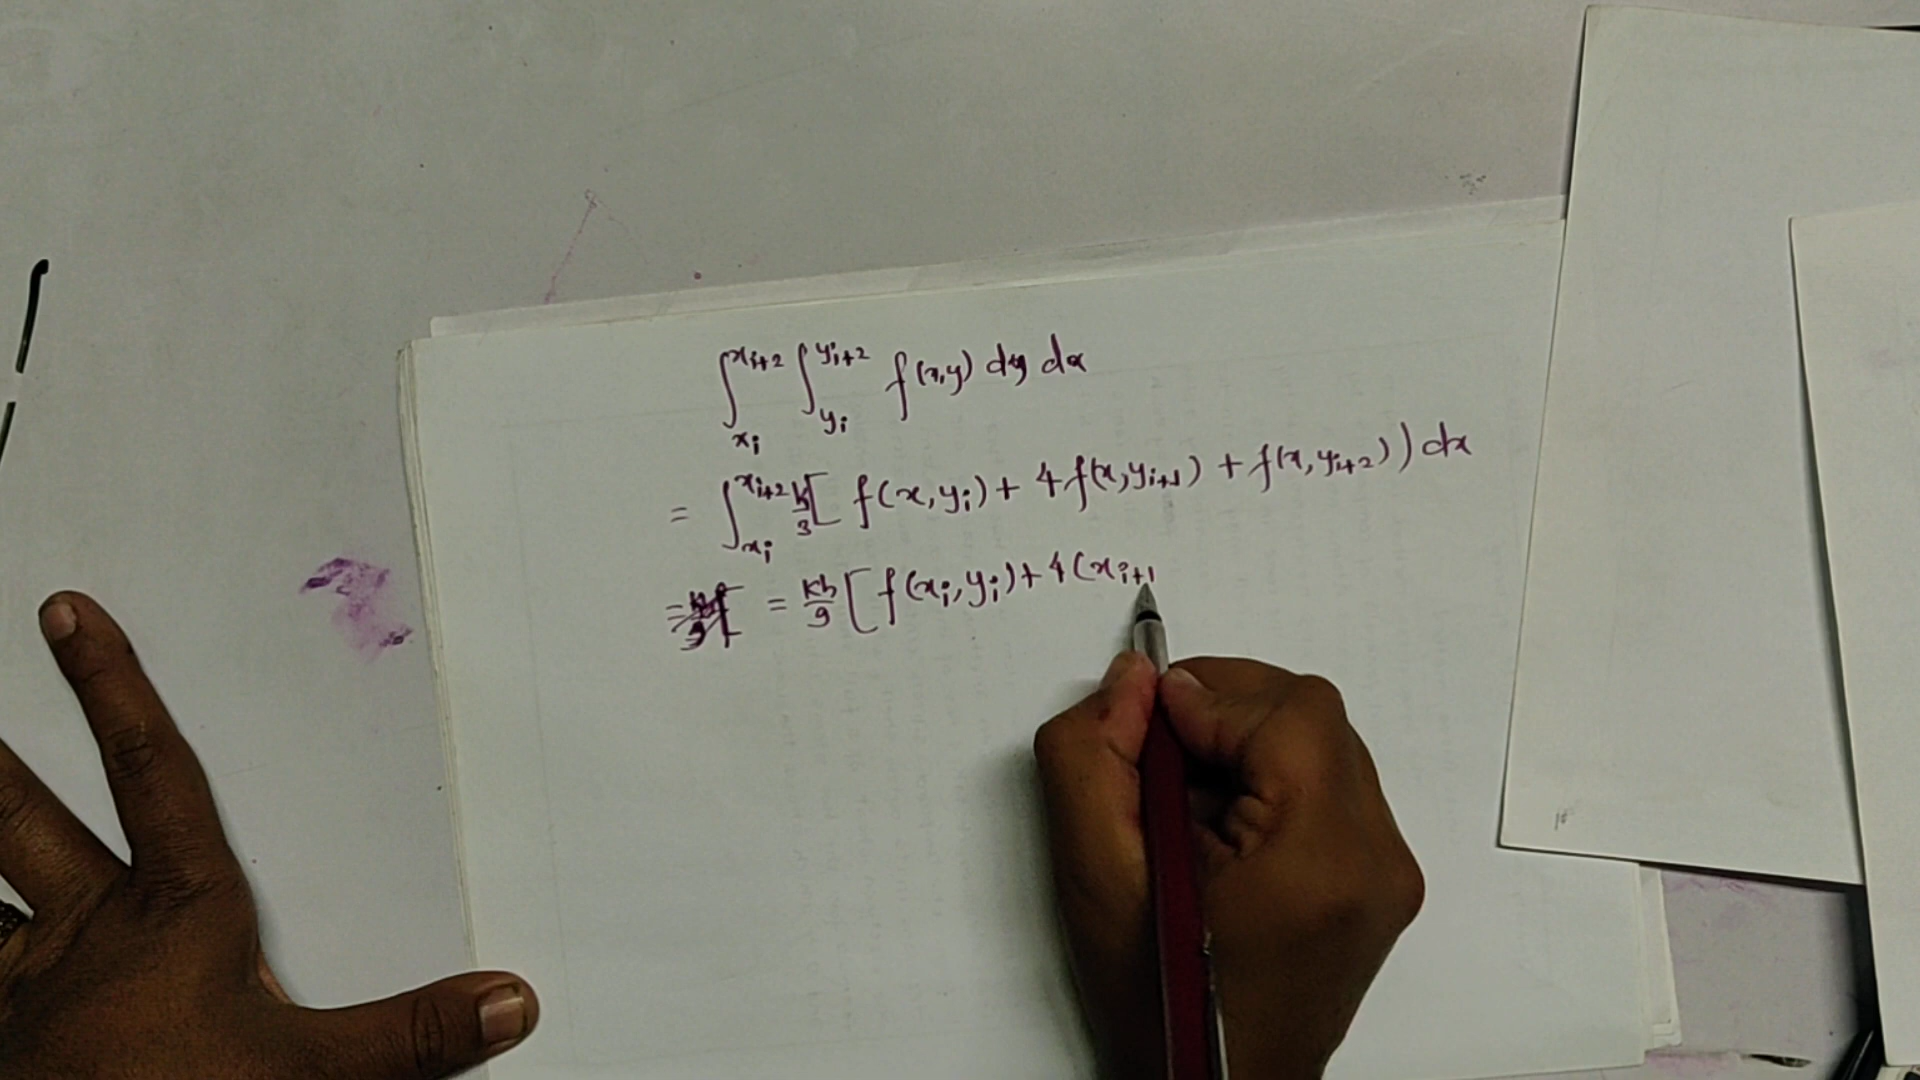 ∫_{x_i}^{x_{i+2}} ∫_{y_i}^{y_{i+2}} f(x,y) dy dx
= ∫_{x_i}^{x_{i+2}} k/3 [ f(x,y_i) + 4 f(x,y_{i+1}) + f(x,y_{i+2}) ) dx
= = kh/9 [ f(x_i,y_i) + 4 (x_{i+1}